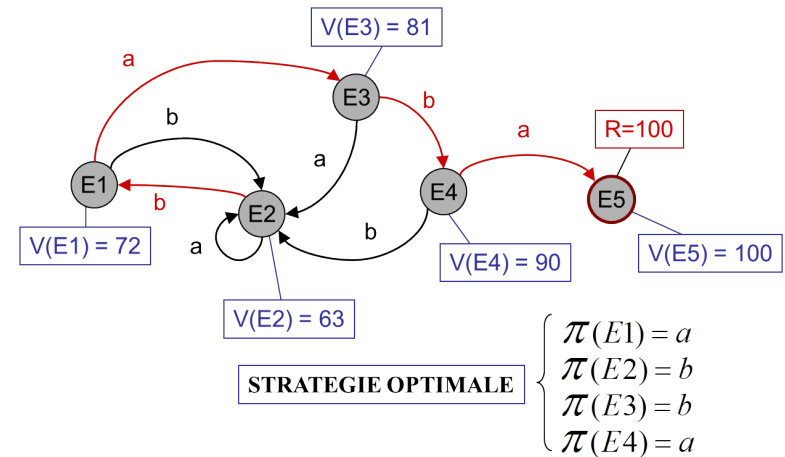 V(E3) = 81
a
E3
b
b
a
R=100
a
E1
E4
E5
b
E2
a
b
V(E1) = 72
V(E4) = 90
V(E5) = 100
V(E2) = 63
π(E1) = a
π(E2) = b
STRATEGIE OPTIMALE
π(E3) = b
π(E4) = a